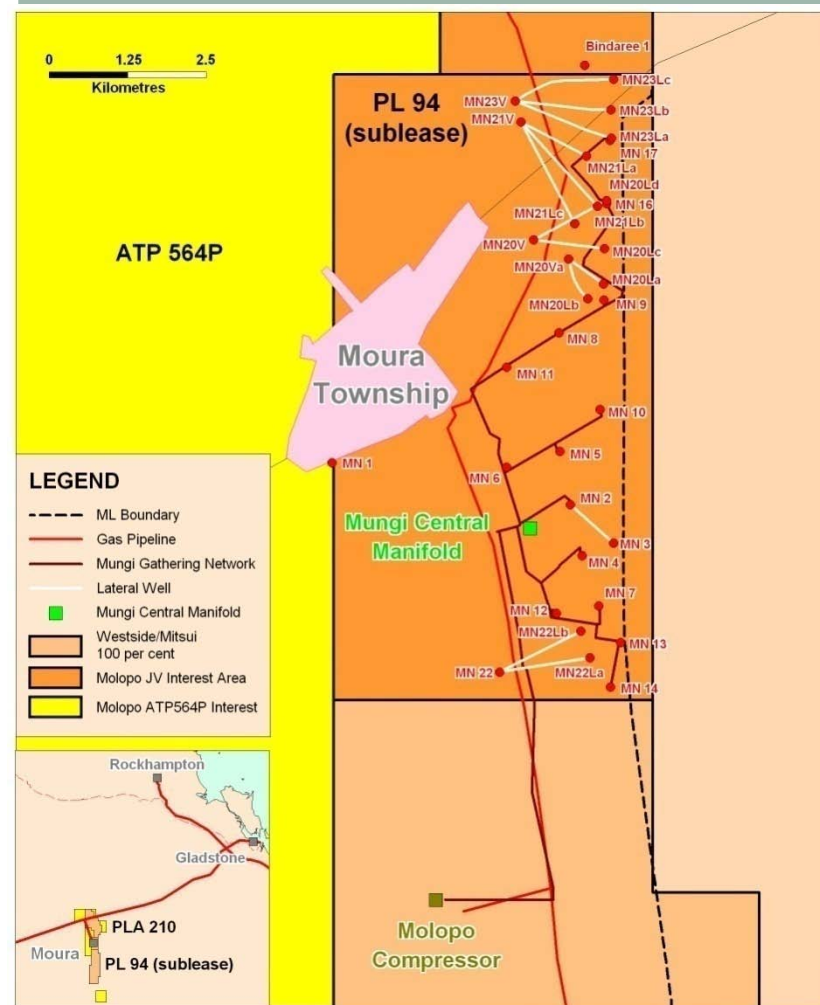 0 1.25 2.5
Kilometres
Bindaree 1
MN23Lc
MN23V
MN23Lb
MN21V
PL 94
(sublease)
MN23La
MN 17
MN21La
MN20Ld
MN 16
MN21Lc
MN21Lb
MN20V
MN20Lc
ATP 564P
MN20Va
MN20La
MN20Lb
MN 9
MN 8
Moura
Township
MN 11
MN 10
MN 5
MN 1
MN 6
MN 2
Mungi Central
Manifold
MN 3
MN 4
MN 7
MN 12
MN22Lb
MN 13
MN 22
MN22La
MN 14
LEGEND
ML Boundary
Gas Pipeline
Mungi Gathering Network
Lateral Well
Mungi Central Manifold
Westside/Mitsui
100 per cent
Molopo JV Interest Area
Molopo ATP564P Interest
Rockhampton
Gladstone
PLA 210
Moura
PL 94 (sublease)
Molopo
Compressor